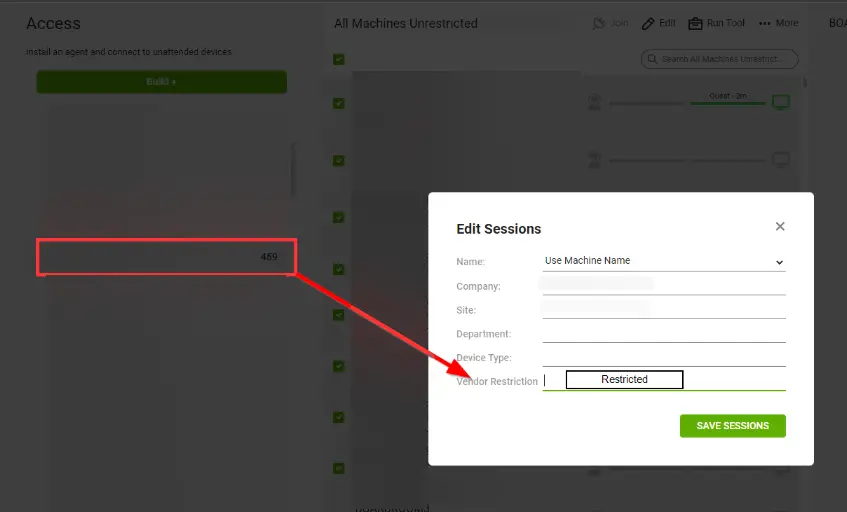 Access
Install an agent and connect to unattended devices.
Build +
459
All Machines Unrestricted
Join
Edit
Run Tool
••• More
BOA
Search All Machines Unrestrict...
Guest - 2m
Edit Sessions
Name:
Use Machine Name
Company:
Site:
Department:
Device Type:
Vendor Restriction
Restricted
SAVE SESSIONS